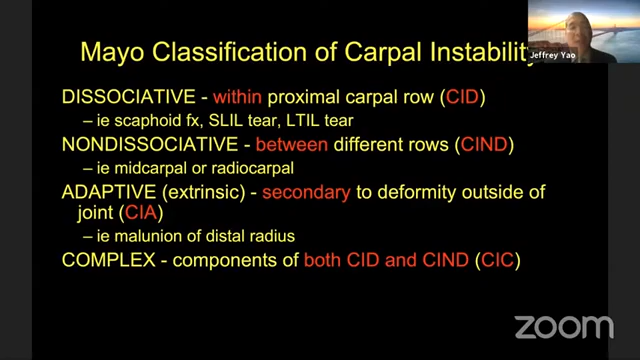 Mayo Classification of Carpal Instability
Jeffrey Yao
DISSOCIATIVE - within proximal carpal row (CID)
– ie scaphoid fx, SLIL tear, LTIL tear
NONDISSOCIATIVE - between different rows (CIND)
– ie midcarpal or radiocarpal
ADAPTIVE (extrinsic) - secondary to deformity outside of
joint (CIA)
– ie malunion of distal radius
COMPLEX - components of both CID and CIND (CIC)
zoom